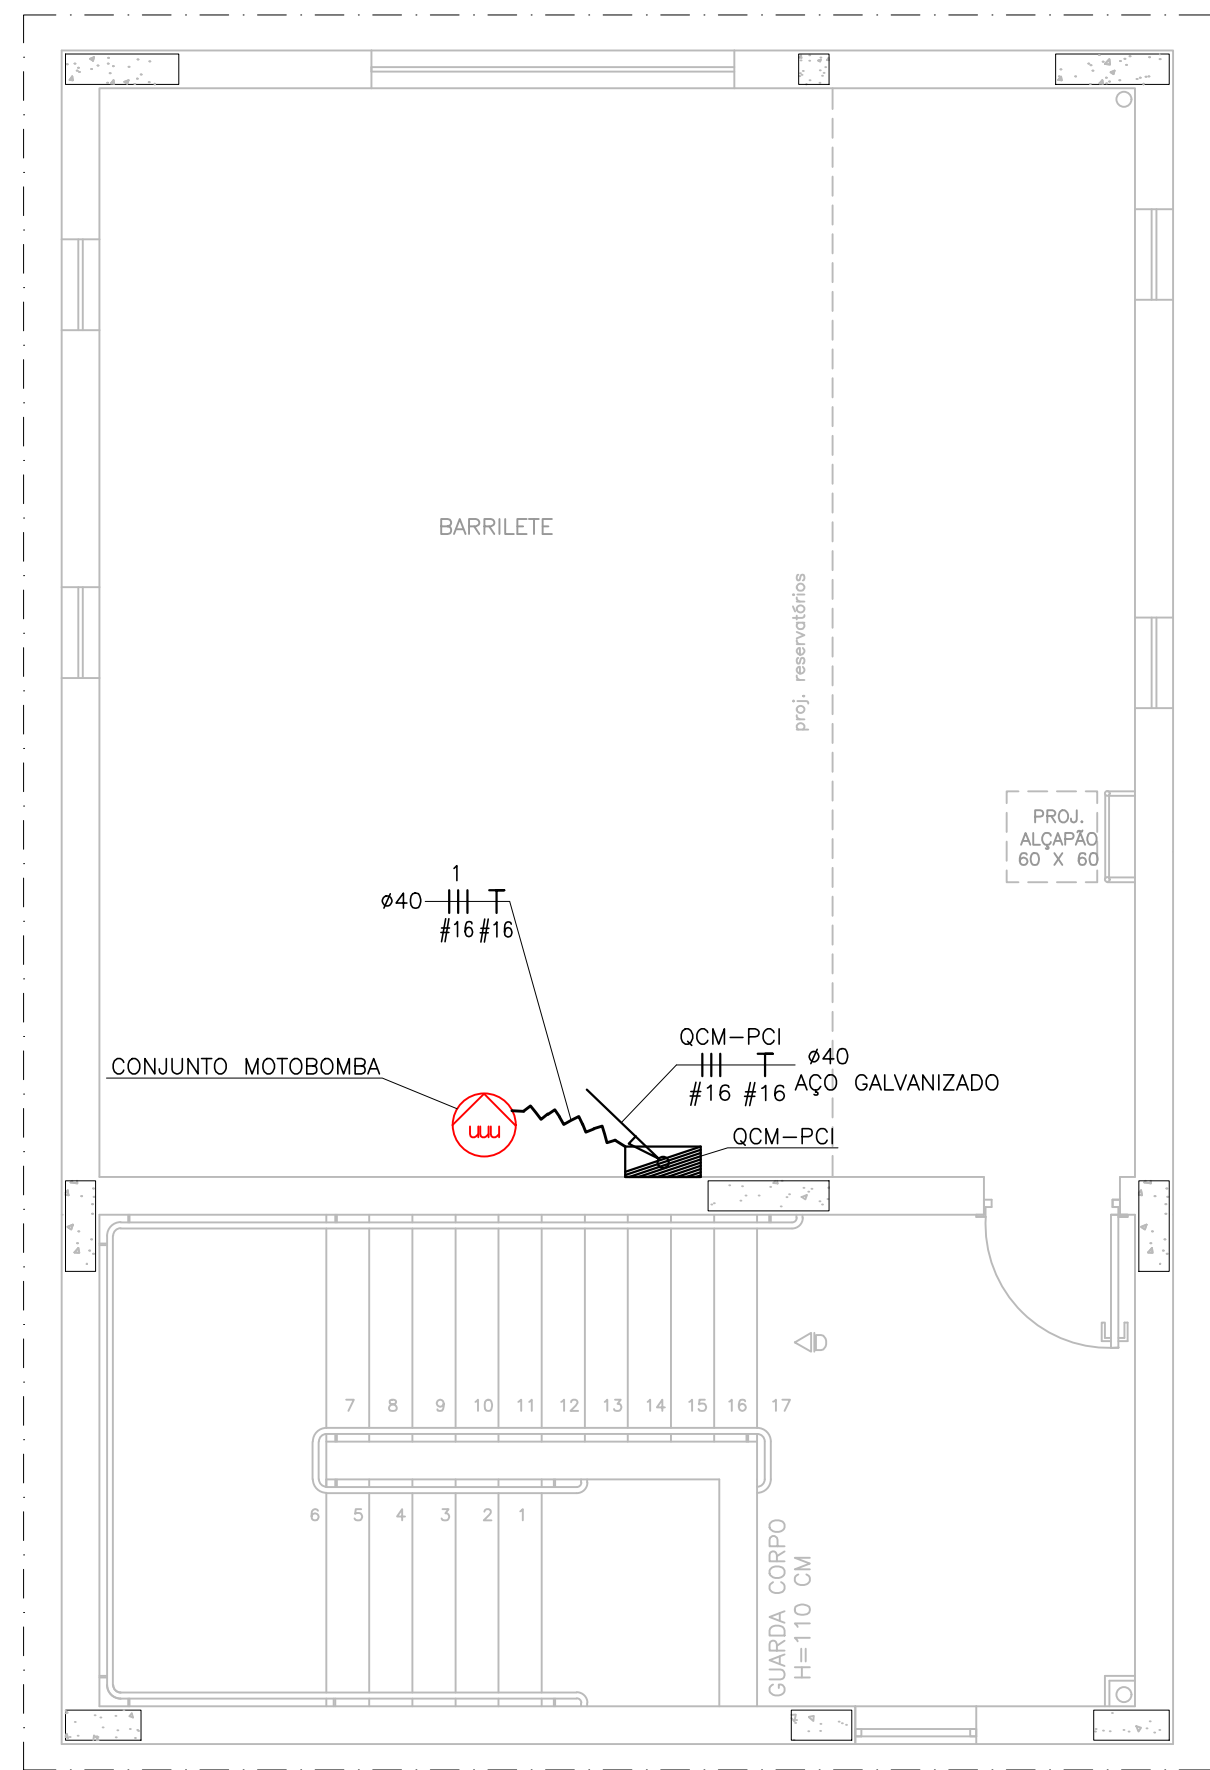 BARRILETE
proj. reservatórios
PROJ.
ALÇAPÃO
60 X 60
1
ø40
#16 #16
QCM-PCI
ø40
#16 #16
AÇO GALVANIZADO
CONJUNTO MOTOBOMBA
QCM-PCI
7 8 9 10 11 12 13 14 15 16 17
6 5 4 3 2 1
GUARDA CORPO
H=110 CM